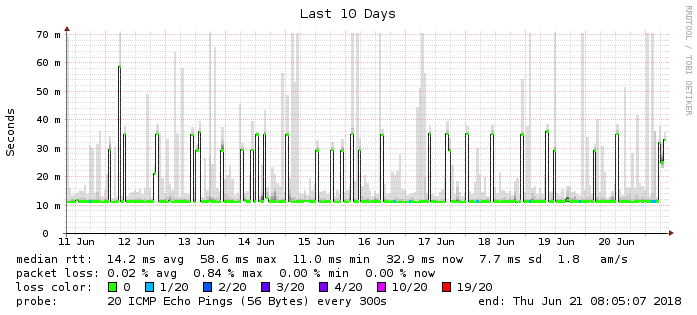 Last 10 Days
RRDTOOL / TOBI OETIKER
Seconds
70 m
60 m
50 m
40 m
30 m
20 m
10 m
0
11 Jun 12 Jun 13 Jun 14 Jun 15 Jun 16 Jun 17 Jun 18 Jun 19 Jun 20 Jun
median rtt: 14.2 ms avg 58.6 ms max 11.0 ms min 32.9 ms now 7.7 ms sd 1.8 am/s
packet loss: 0.02 % avg 0.84 % max 0.00 % min 0.00 % now
loss color: 0 1/20 2/20 3/20 4/20 10/20 19/20
probe: 20 ICMP Echo Pings (56 Bytes) every 300s end: Thu Jun 21 08:05:07 2018